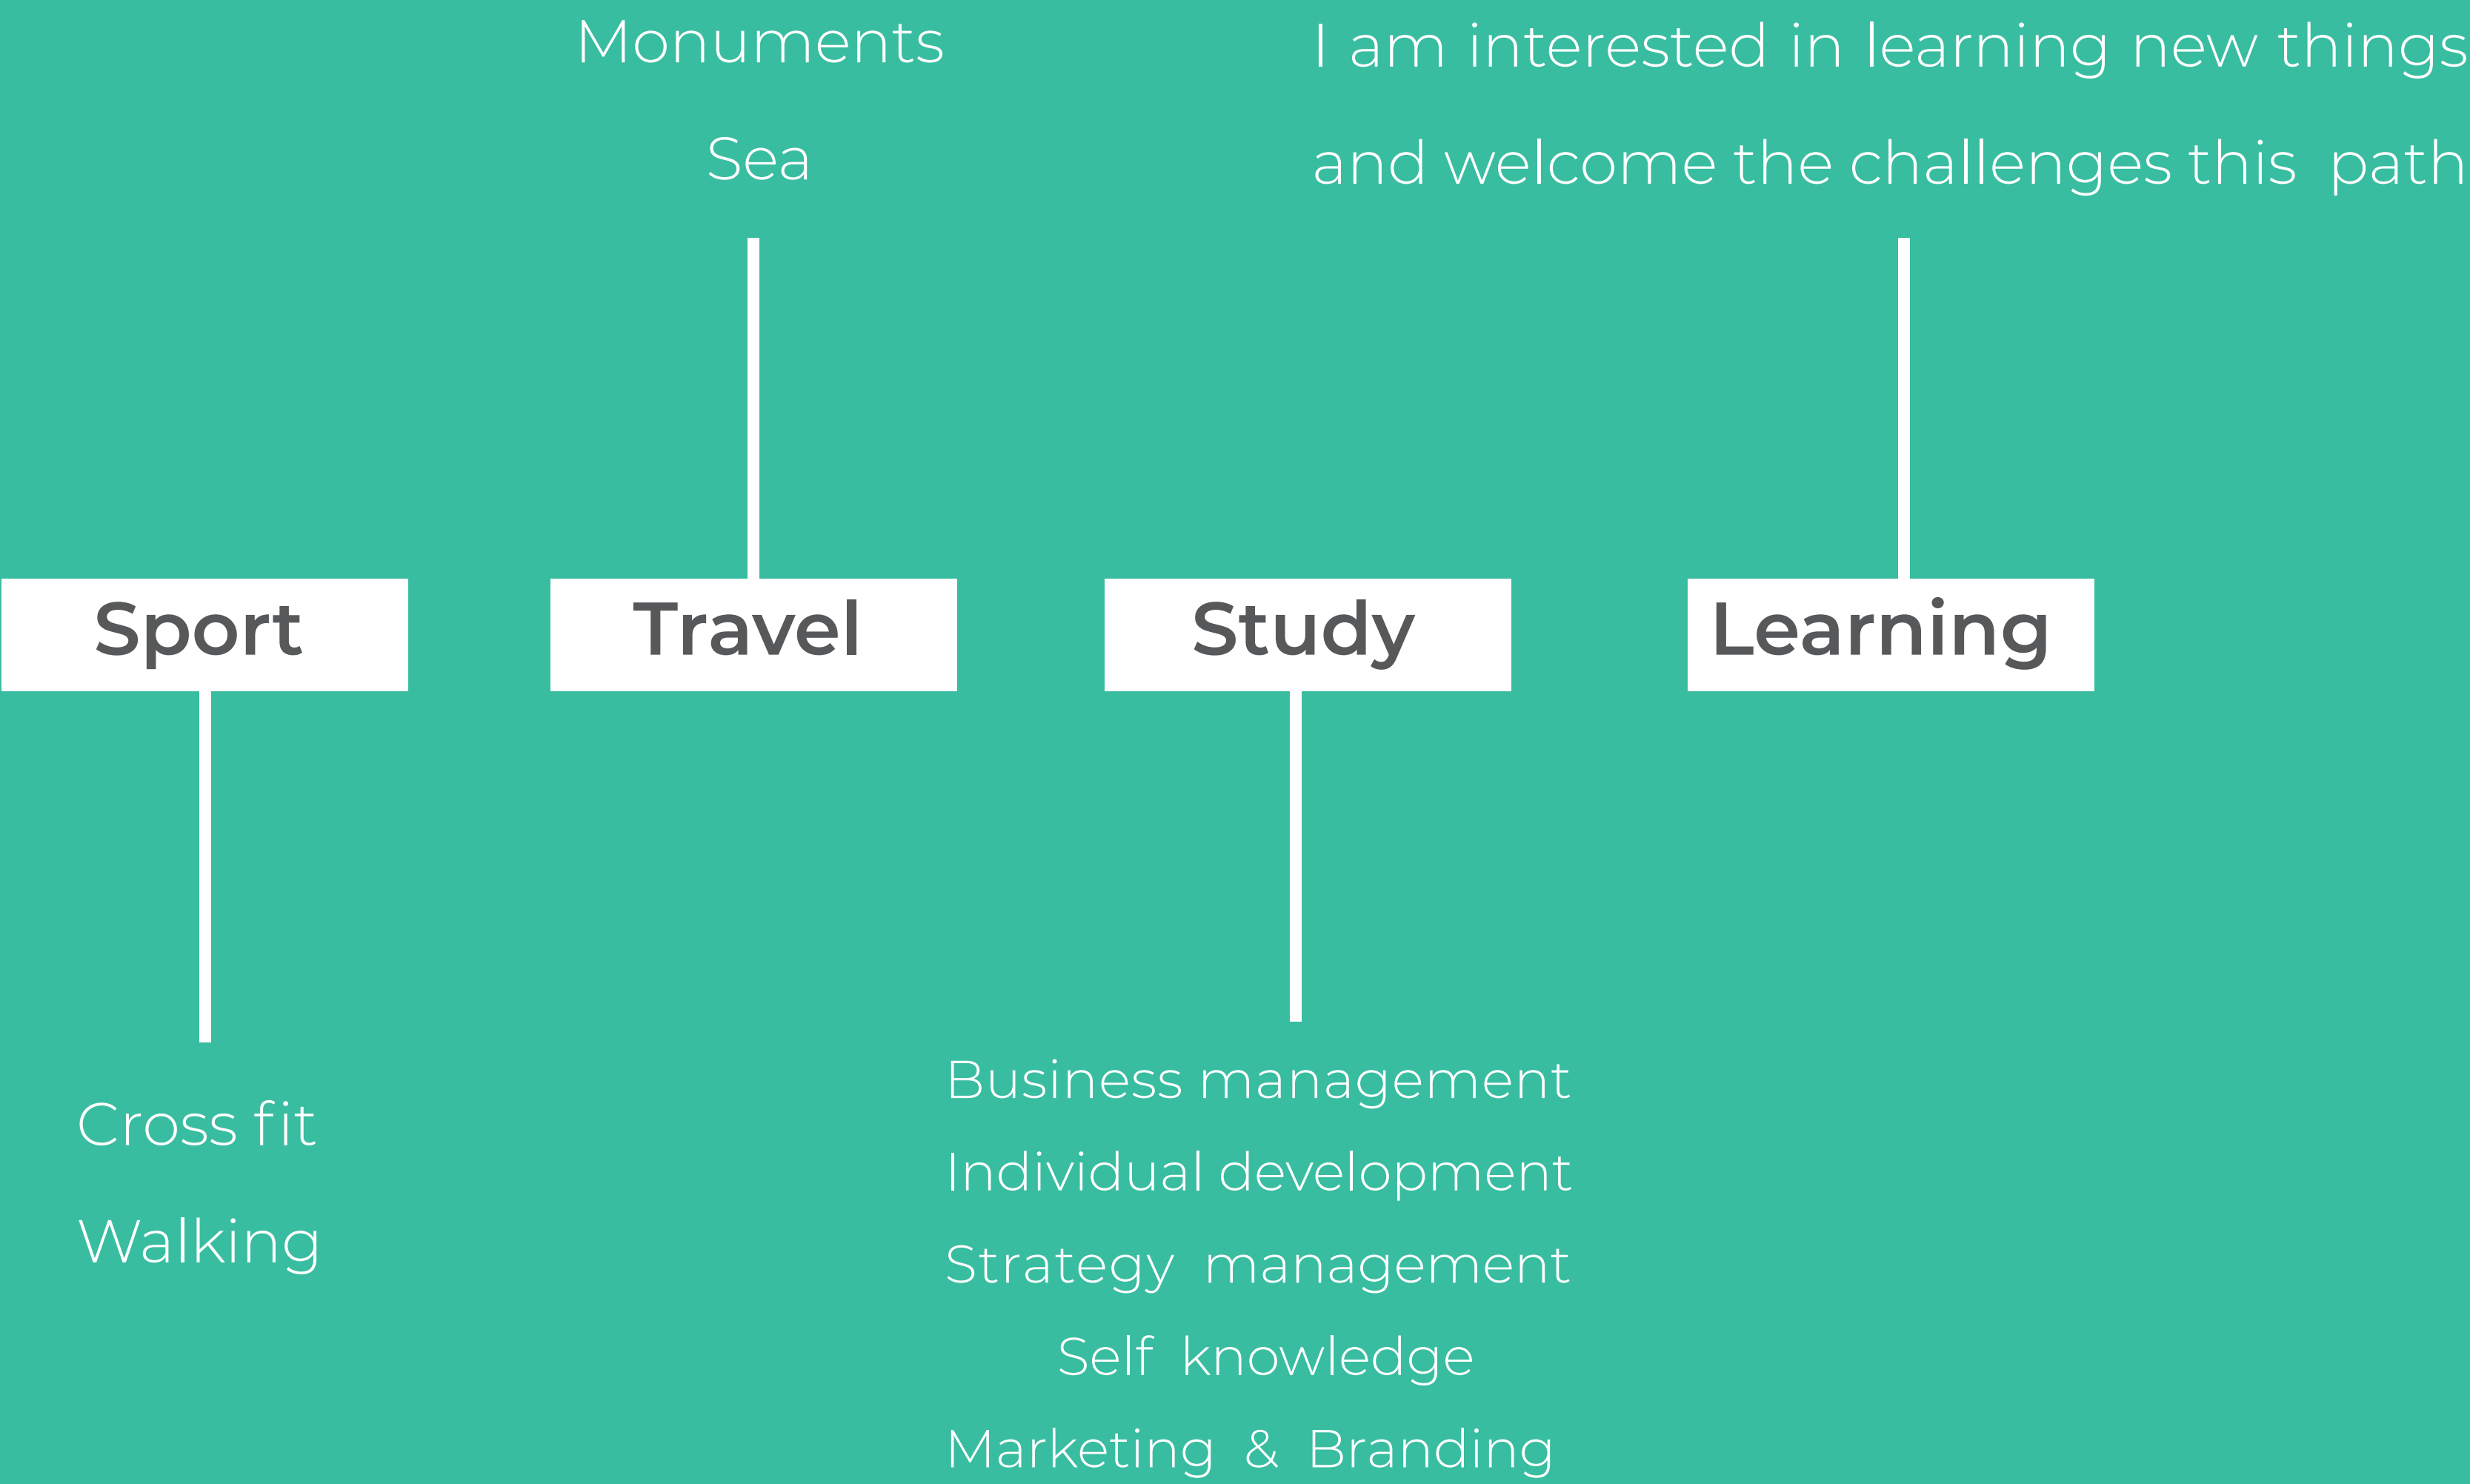 Monuments
Sea
I am interested in learning new things
and welcome the challenges this path
Sport
Travel
Study
Learning
Cross fit
Walking
Business management
Individual development
Strategy management
Self knowledge
Marketing & Branding